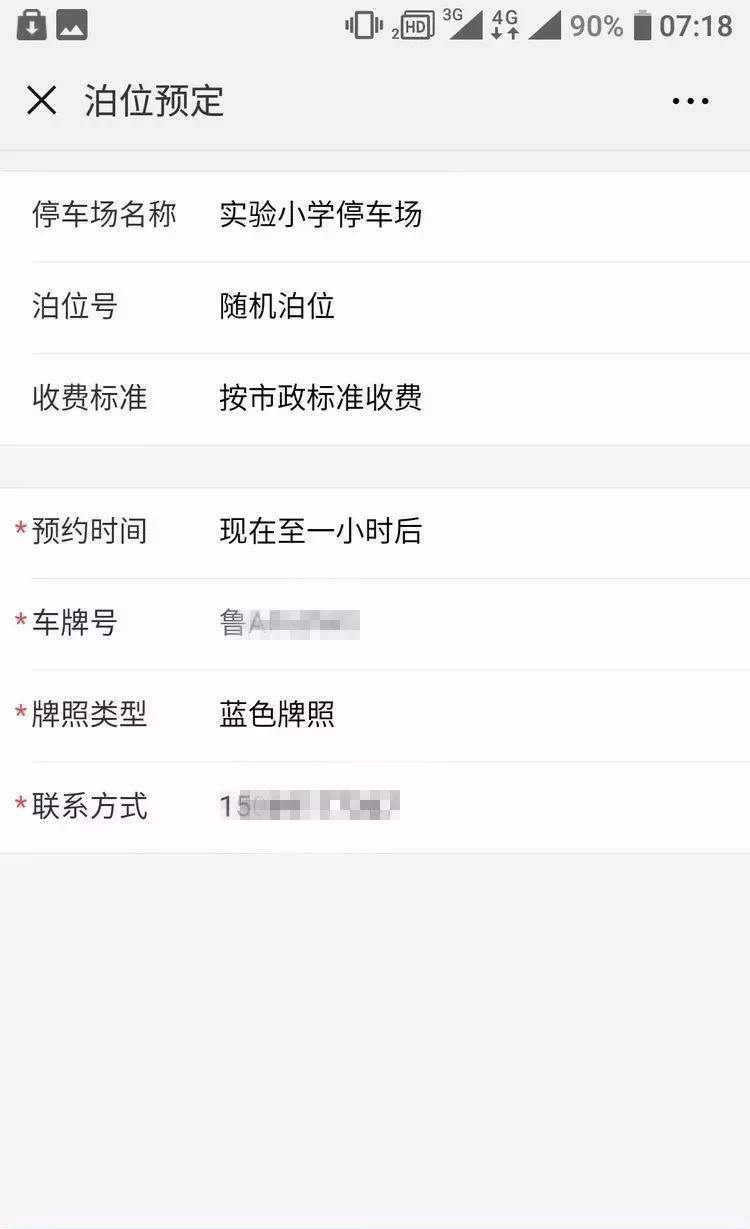 2 HD 3G 4G 90% 07:18
泊位预定
停车场名称 实验小学停车场
泊位号 随机泊位
收费标准 按市政标准收费
*预约时间 现在至一小时后
*车牌号 鲁A
*牌照类型 蓝色牌照
*联系方式 15